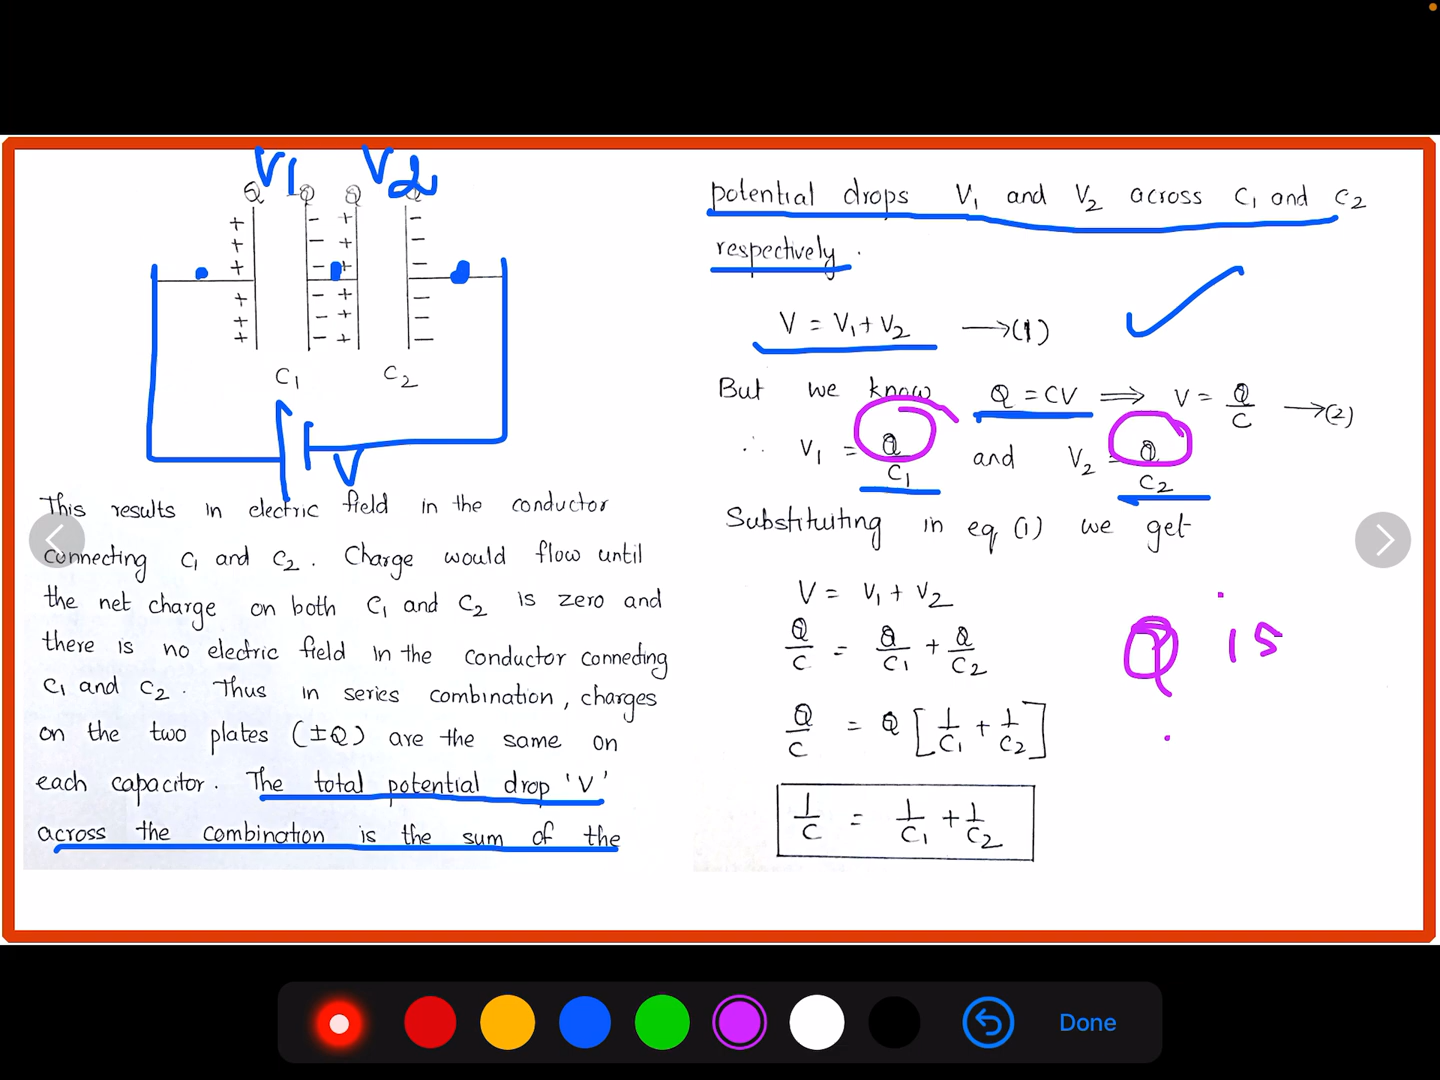 V1 V2
Q -Q Q Q
C1 C2
V
This results in electric field in the conductor
connecting C1 and C2. Charge would flow until
the net charge on both C1 and C2 is zero and
there is no electric field in the conductor connecting
C1 and C2. Thus in series combination, charges
on the two plates (±Q) are the same on
each capacitor. The total potential drop 'V'
across the combination is the sum of the
potential drops V1 and V2 across C1 and C2
respectively.
V = V1 + V2 → (1)
But we know Q = CV ⟹ V = Q/C → (2)
∴ V1 = Q/C1 and V2 = Q/C2
Substituting in eq (1) we get
V = V1 + V2
Q/C = Q/C1 + Q/C2
Q/C = Q [1/C1 + 1/C2]
1/C = 1/C1 + 1/C2
Q is
Done